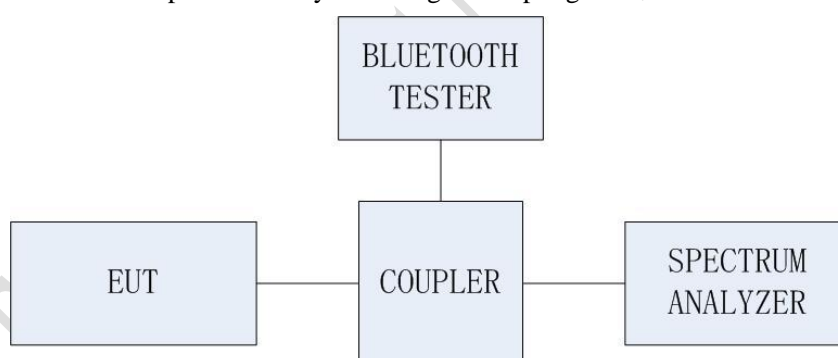 BLUETOOTH
TESTER
EUT
COUPLER
SPECTRUM
ANALYZER